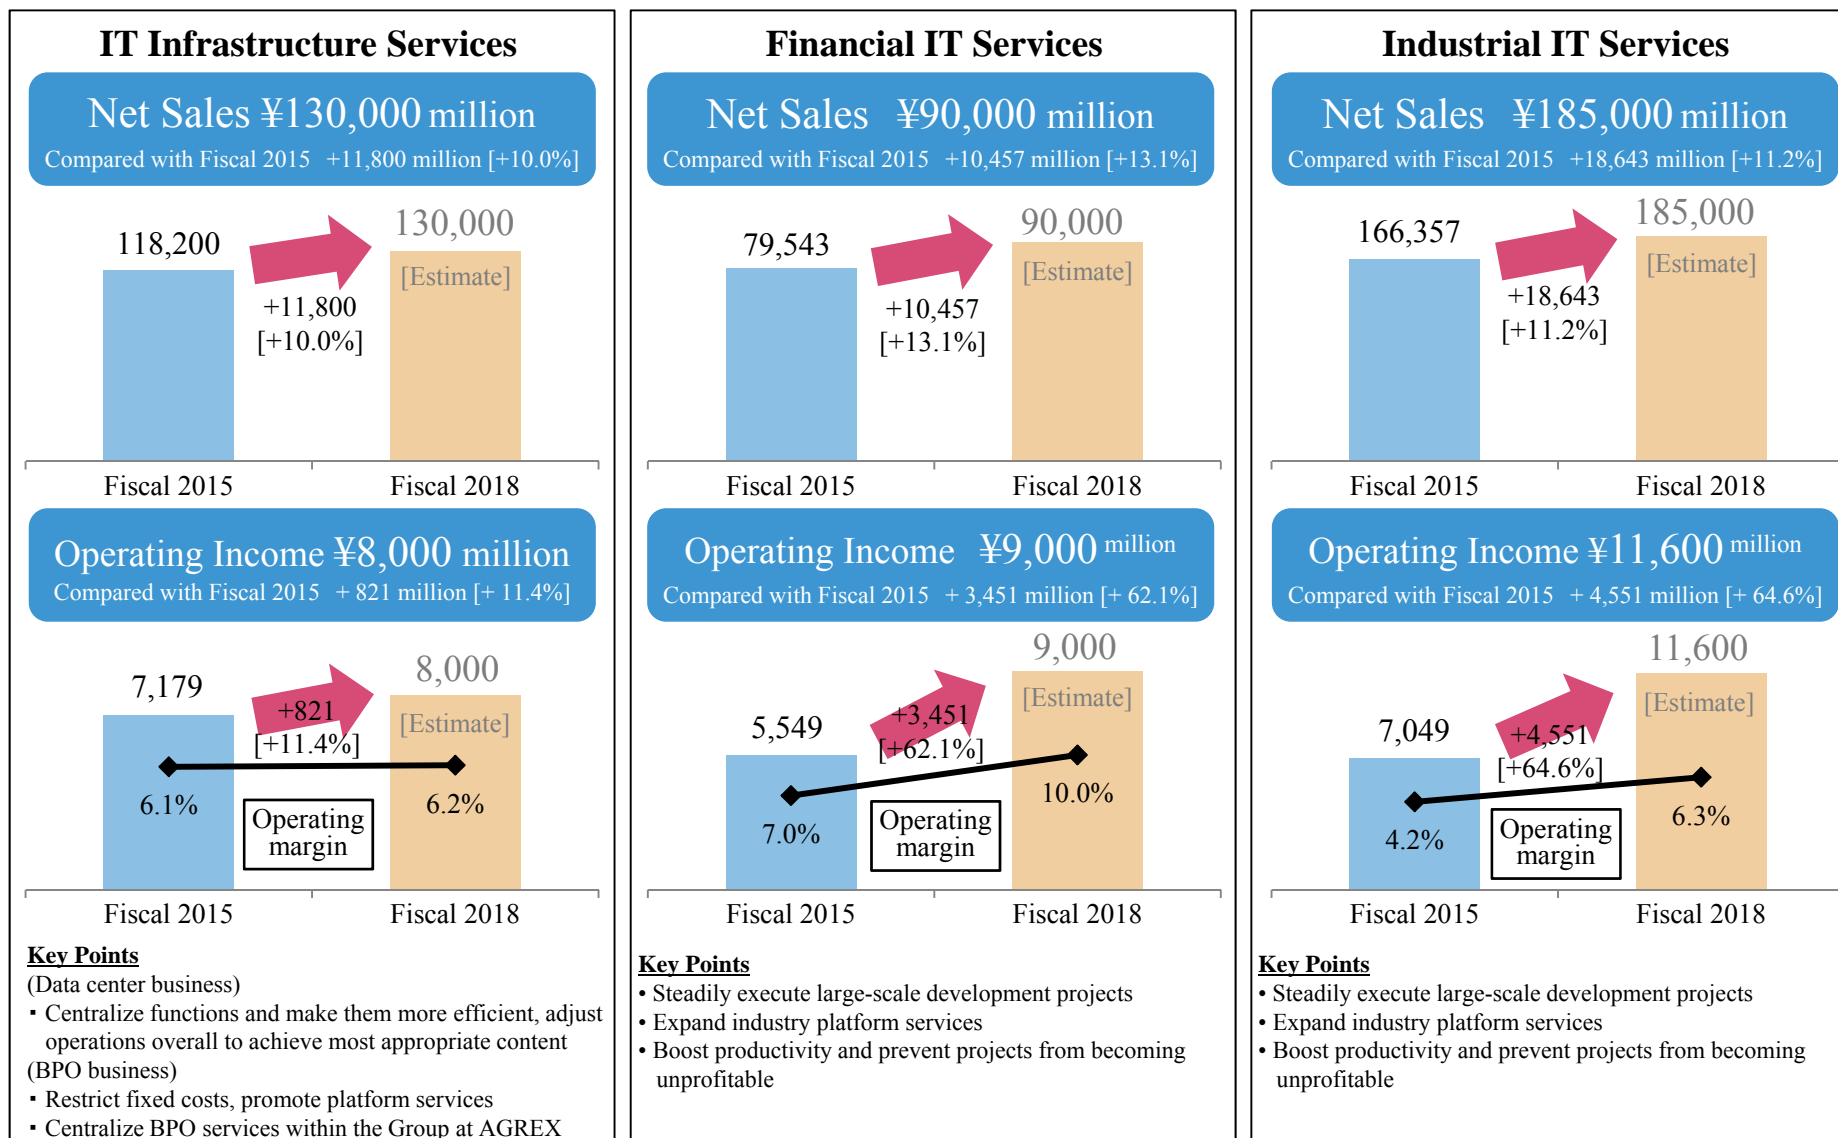 IT Infrastructure Services
Net Sales ¥130,000 million
Compared with Fiscal 2015 +11,800 million [+10.0%]
118,200
130,000
[Estimate]
+11,800
[+10.0%]
Fiscal 2015
Fiscal 2018
Operating Income ¥8,000 million
Compared with Fiscal 2015 + 821 million [+ 11.4%]
7,179
8,000
[Estimate]
+821
[+11.4%]
6.1%
6.2%
Operating
margin
Fiscal 2015
Fiscal 2018
Key Points
(Data center business)
・Centralize functions and make them more efficient, adjust
operations overall to achieve most appropriate content
(BPO business)
・Restrict fixed costs, promote platform services
・Centralize BPO services within the Group at AGREX
Financial IT Services
Net Sales ¥90,000 million
Compared with Fiscal 2015 +10,457 million [+13.1%]
79,543
90,000
[Estimate]
+10,457
[+13.1%]
Fiscal 2015
Fiscal 2018
Operating Income ¥9,000 million
Compared with Fiscal 2015 + 3,451 million [+ 62.1%]
5,549
9,000
[Estimate]
+3,451
[+62.1%]
7.0%
10.0%
Operating
margin
Fiscal 2015
Fiscal 2018
Key Points
• Steadily execute large-scale development projects
• Expand industry platform services
• Boost productivity and prevent projects from becoming
unprofitable
Industrial IT Services
Net Sales ¥185,000 million
Compared with Fiscal 2015 +18,643 million [+11.2%]
166,357
185,000
[Estimate]
+18,643
[+11.2%]
Fiscal 2015
Fiscal 2018
Operating Income ¥11,600 million
Compared with Fiscal 2015 + 4,551 million [+ 64.6%]
7,049
11,600
[Estimate]
+4,551
[+64.6%]
4.2%
6.3%
Operating
margin
Fiscal 2015
Fiscal 2018
Key Points
• Steadily execute large-scale development projects
• Expand industry platform services
• Boost productivity and prevent projects from becoming
unprofitable